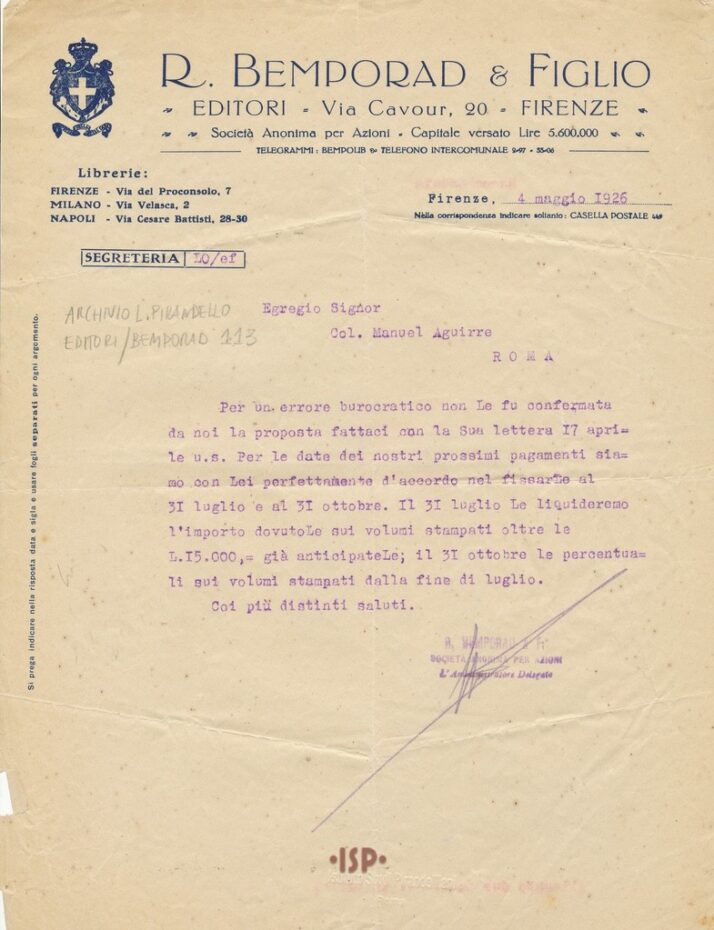 R. BEMPORAD & FIGLIO
EDITORI - Via Cavour, 20 - FIRENZE
Società Anonima per Azioni - Capitale versato Lire 5.600.000
TELEGRAMMI: BEMPOLIB TELEFONO INTERCOMUNALE 2-97 - 33-06
Librerie:
FIRENZE - Via del Proconsolo, 7
MILANO - Via Velasca, 2
NAPOLI - Via Cesare Battisti, 28-30
Firenze, 4 maggio 1926
Nella corrispondenza indicare soltanto: CASELLA POSTALE
SEGRETERIA LO/ef
ARCHIVIO L. PIRANDELLO
EDITORI/BEMPORAD 113
Egregio Signor
Col. Manuel Aguirre
R O M A
Per un errore burocratico non Le fu confermata
da noi la proposta fattaci con la Sua lettera I7 apri=
le u.s. Per le date dei nostri prossimi pagamenti sia=
mo con Lei perfettamente d'accordo nel fissarLe al
3I luglio e al 3I ottobre. Il 3I luglio Le liquideremo
l'importo dovutoLe sui volumi stampati oltre le
L.I5.000,= già anticipateLe; il 3I ottobre le percentua=
li sui volumi stampati dalla fine di luglio.
Coi più distinti saluti.
R. BEMPORAD & Fº
SOCIETÀ ANONIMA PER AZIONI
L'Amministratore Delegato
Si prega indicare nella risposta data e sigla e usare fogli separati per ogni argomento.
·ISP·